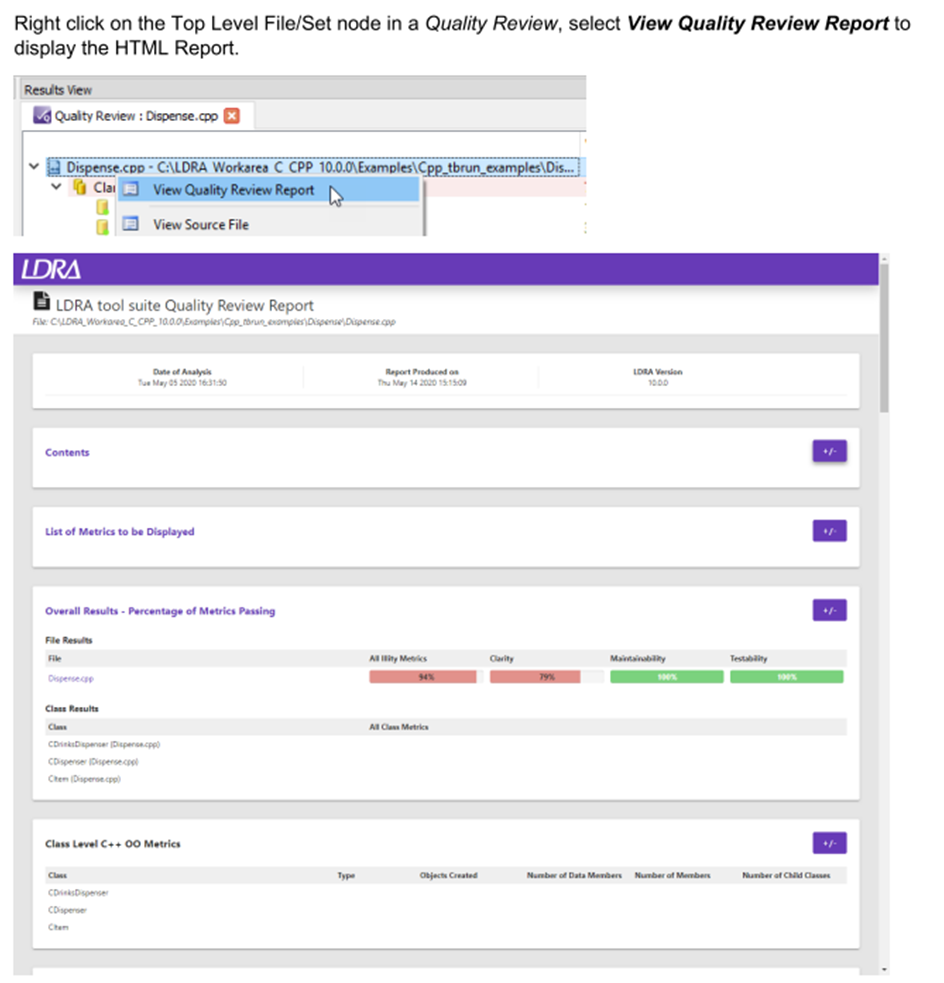 Right click on the Top Level File/Set node in a Quality Review, select View Quality Review Report to
display the HTML Report.
Results View
Quality Review : Dispense.cpp
Dispense.cpp - C:\LDRA_Workarea_C_CPP_10.0.0\Examples\Cpp_tbrun_examples\Dis...
Cla
View Quality Review Report
View Source File
LDRA
LDRA tool suite Quality Review Report
File: C:\LDRA_Workarea_C_CPP_10.0.0\Examples\Cpp_tbrun_examples\Dispense\Dispense.cpp
Date of Analysis Report Produced on LDRA Version
Tue May 05 2020 16:31:50 Thu May 14 2020 15:15:09 10.0.0
Contents +/-
List of Metrics to be Displayed +/-
Overall Results - Percentage of Metrics Passing +/-
File Results
File All Illity Metrics Clarity Maintainability Testability
Dispense.cpp 94% 79% 100% 100%
Class Results
Class All Class Metrics
CDrinksDispenser (Dispense.cpp)
CDispenser (Dispense.cpp)
CItem (Dispense.cpp)
Class Level C++ OO Metrics +/-
Class Type Objects Created Number of Data Members Number of Members Number of Child Classes
CDrinksDispenser
CDispenser
CItem